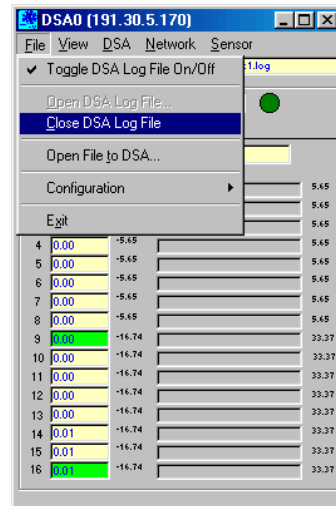 DSA0 (191.30.5.170)
File View DSA Network Sensor
Toggle DSA Log File On/Off
1.log
Open DSA Log File...
Close DSA Log File
Open File to DSA...
Configuration
Exit
5.65
5.65
5.65
4 0.00 -5.65 5.65
5 0.00 -5.65 5.65
6 0.00 -5.65 5.65
7 0.00 -5.65 5.65
8 0.00 -5.65 5.65
9 0.00 -16.74 33.37
10 0.00 -16.74 33.37
11 0.00 -16.74 33.37
12 0.00 -16.74 33.37
13 0.00 -16.74 33.37
14 0.01 -16.74 33.37
15 0.01 -16.74 33.37
16 0.01 -16.74 33.37